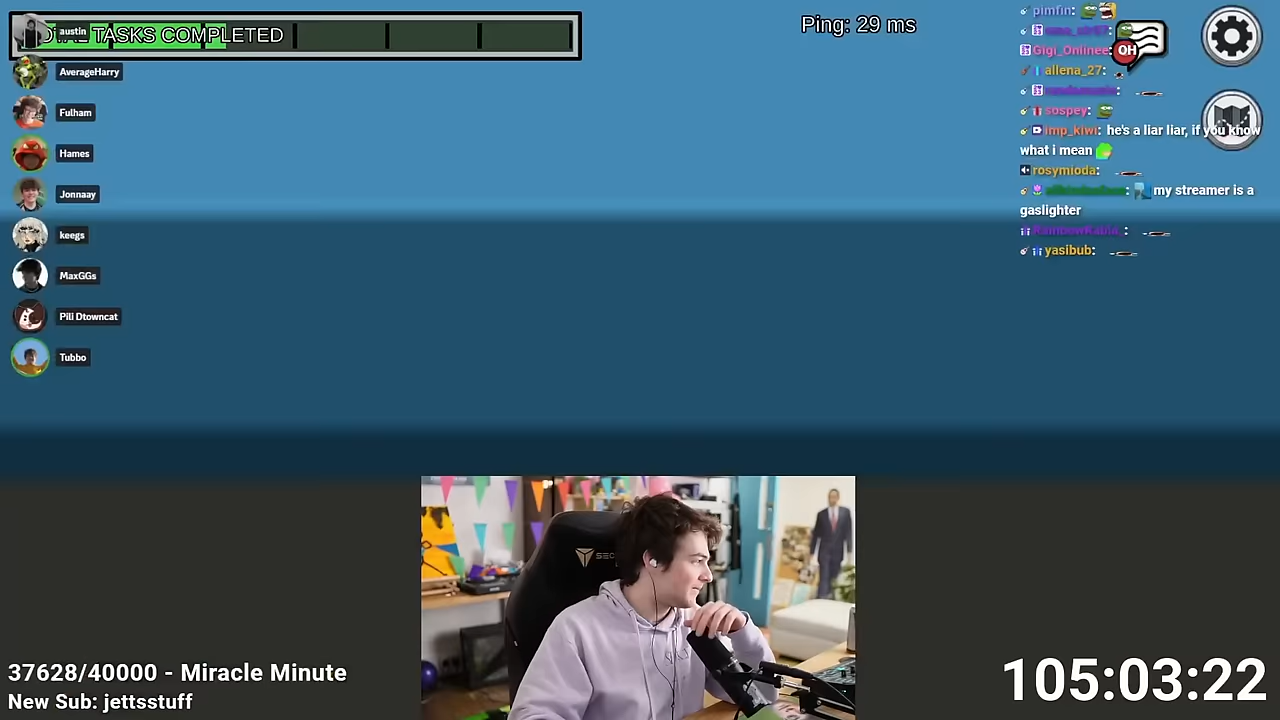 TASKS COMPLETED
austin
AverageHarry
Fulham
Hames
Jonnaay
keegs
MaxGGs
Pili Dtowncat
Tubbo
Ping: 29 ms
pimfin:
Gigi_Onlinee:
OH
allena_27:
sospey:
imp_kiwi: he's a liar liar, if you know
what i mean
rosymioda:
my streamer is a
gaslighter
yasibub:
SEC
37628/40000 - Miracle Minute
New Sub: jettsstuff
105:03:22